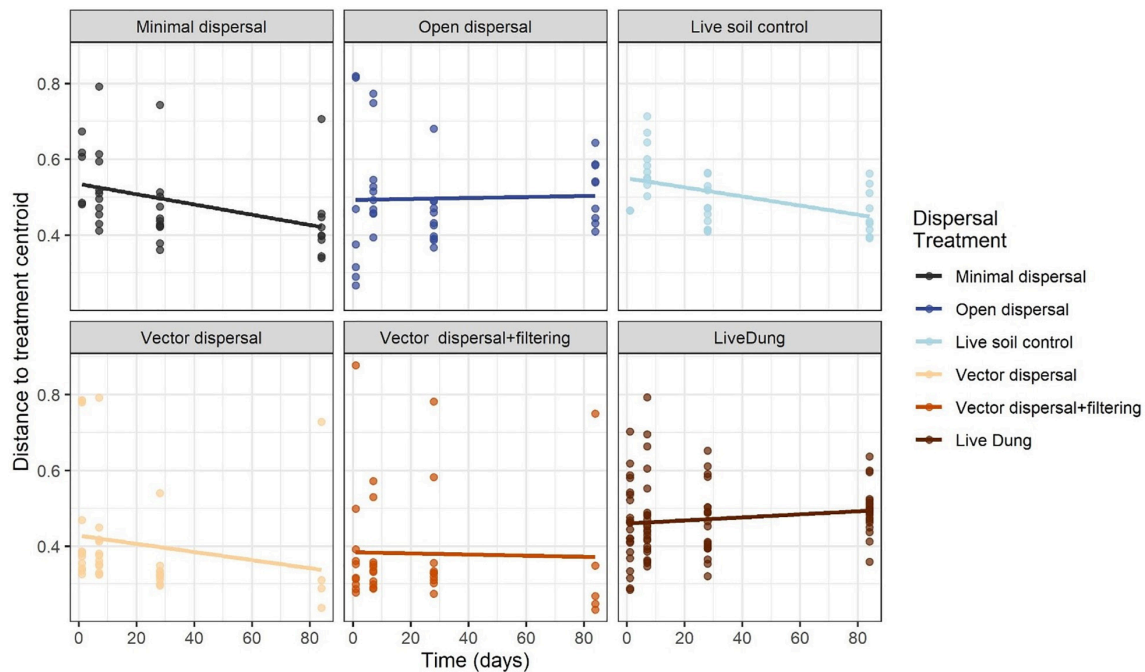 Minimal dispersal
Open dispersal
Live soil control
0.8
0.6
0.4
Vector dispersal
Vector dispersal+filtering
LiveDung
0.8
0.6
0.4
0 20 40 60 80
0 20 40 60 80
0 20 40 60 80
Distance to treatment centroid
Time (days)
Dispersal
Treatment
Minimal dispersal
Open dispersal
Live soil control
Vector dispersal
Vector dispersal+filtering
Live Dung